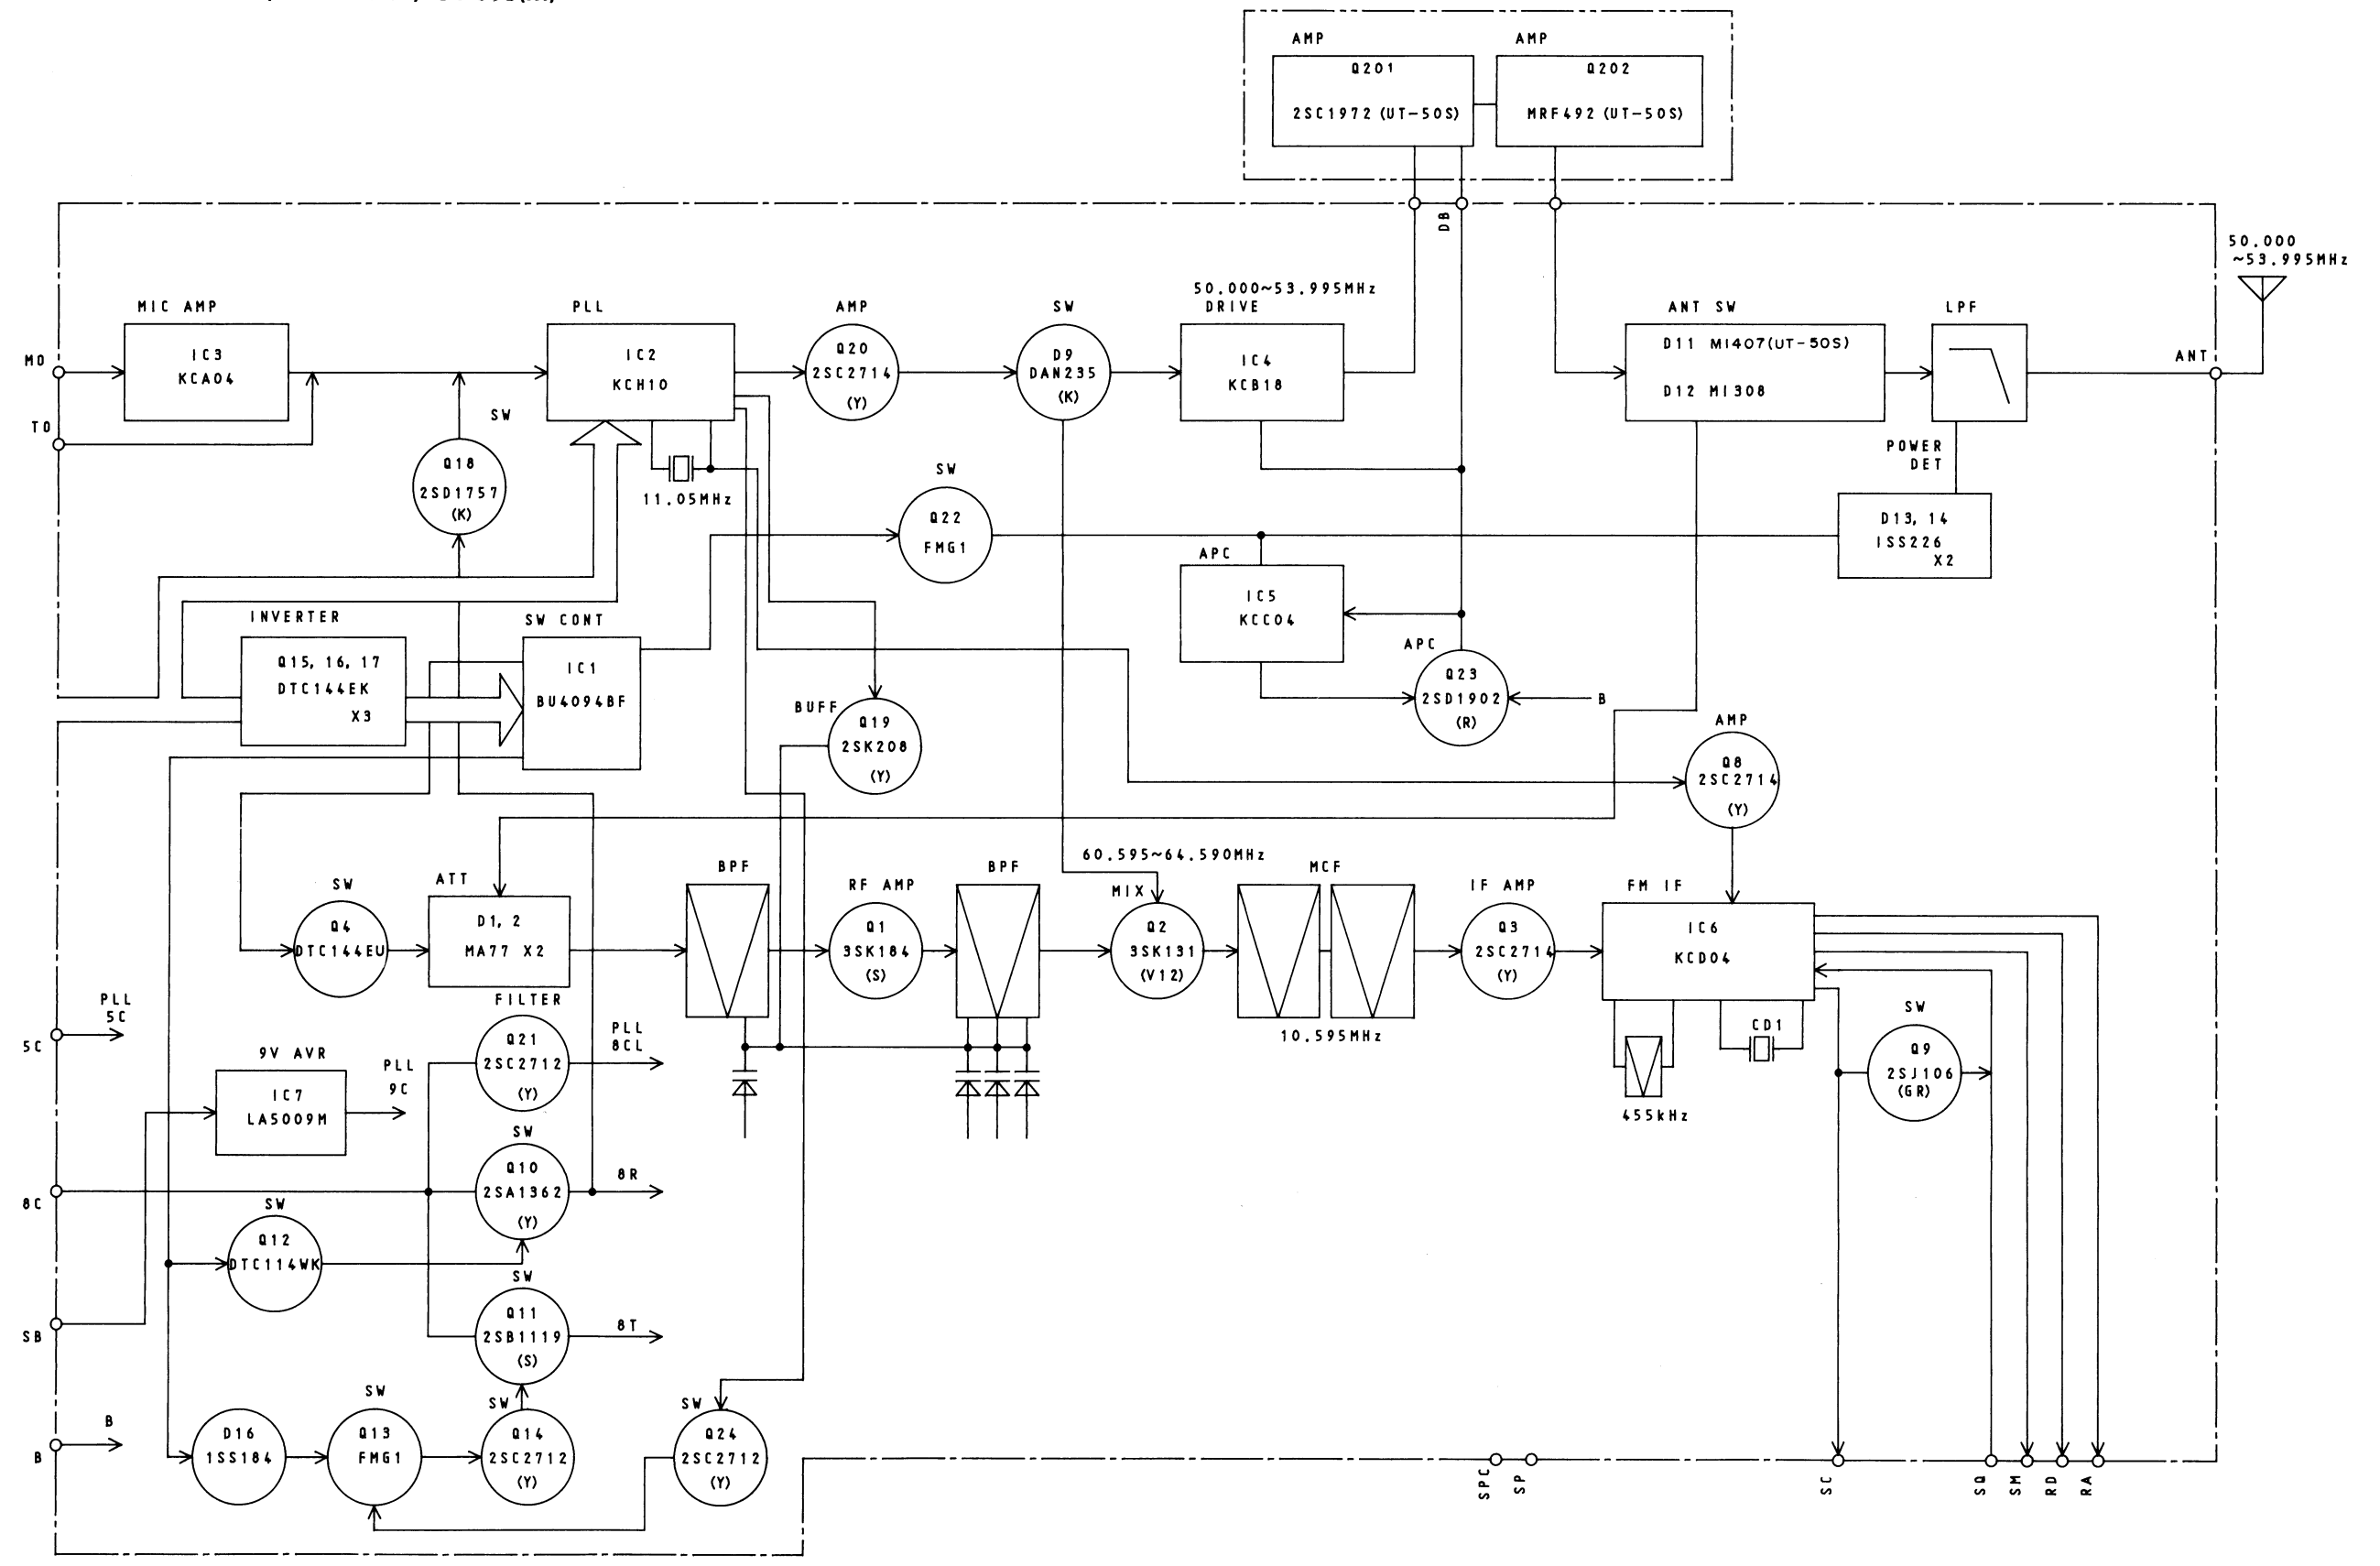 AMP
AMP
Q201
2SC1972 (UT-50S)
Q202
MRF492 (UT-50S)
DB
50.000
~53.995MHz
ANT
MIC AMP
IC3
KCA04
MO
TO
PLL
IC2
KCH10
11.05MHz
SW
Q18
2SD1757
(K)
AMP
Q20
2SC2714
(Y)
SW
D9
DAN235
(K)
50.000~53.995MHz
DRIVE
IC4
KCB18
ANT SW
D11 MI407(UT-50S)
D12 MI308
LPF
POWER
DET
D13, 14
ISS226
X2
SW
Q22
FMG1
APC
IC5
KCC04
APC
Q23
2SD1902
(R)
B
INVERTER
Q15, 16, 17
DTC144EK
X3
SW CONT
IC1
BU4094BF
BUFF
Q19
2SK208
(Y)
AMP
Q8
2SC2714
(Y)
SW
Q4
DTC144EU
ATT
D1, 2
MA77 X2
BPF
RF AMP
Q1
3SK184
(S)
BPF
60.595~64.590MHz
MIX
Q2
3SK131
(V12)
MCF
10.595MHz
IF AMP
Q3
2SC2714
(Y)
FM IF
IC6
KCD04
455kHz
CD1
SW
Q9
2SJ106
(GR)
PLL
5C
5C
9V AVR
IC7
LA5009M
PLL
9C
FILTER
Q21
2SC2712
(Y)
PLL
8CL
8C
SW
Q10
2SA1362
(Y)
8R
SW
Q12
DTC114WK
SW
Q11
2SB1119
(S)
8T
SB
B
B
D16
1SS184
SW
Q13
FMG1
SW
Q14
2SC2712
(Y)
SW
Q24
2SC2712
(Y)
SPC
SP
SC
SQ
SM
RD
RA